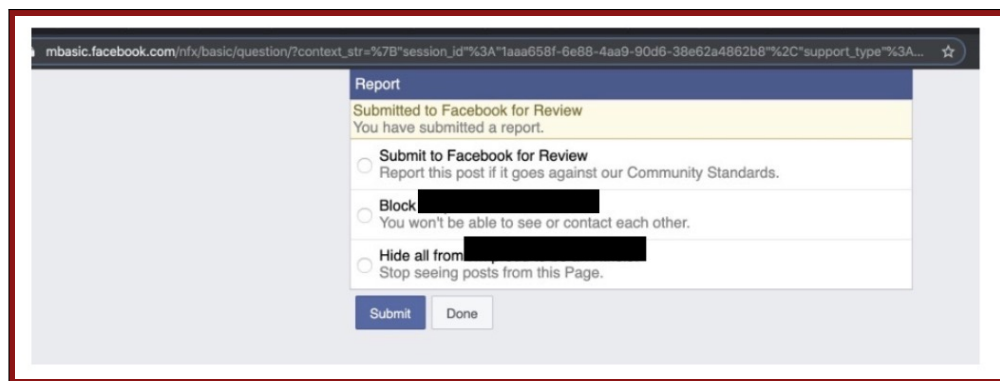 mbasic.facebook.com/nfx/basic/question/?context_str=%7B"session_id"%3A"1aaa658f-6e88-4aa9-90d6-38e62a4862b8"%2C"support_type"%3A...
Report
Submitted to Facebook for Review
You have submitted a report.
Submit to Facebook for Review
Report this post if it goes against our Community Standards.
Block
You won't be able to see or contact each other.
Hide all from
Stop seeing posts from this Page.
Submit Done